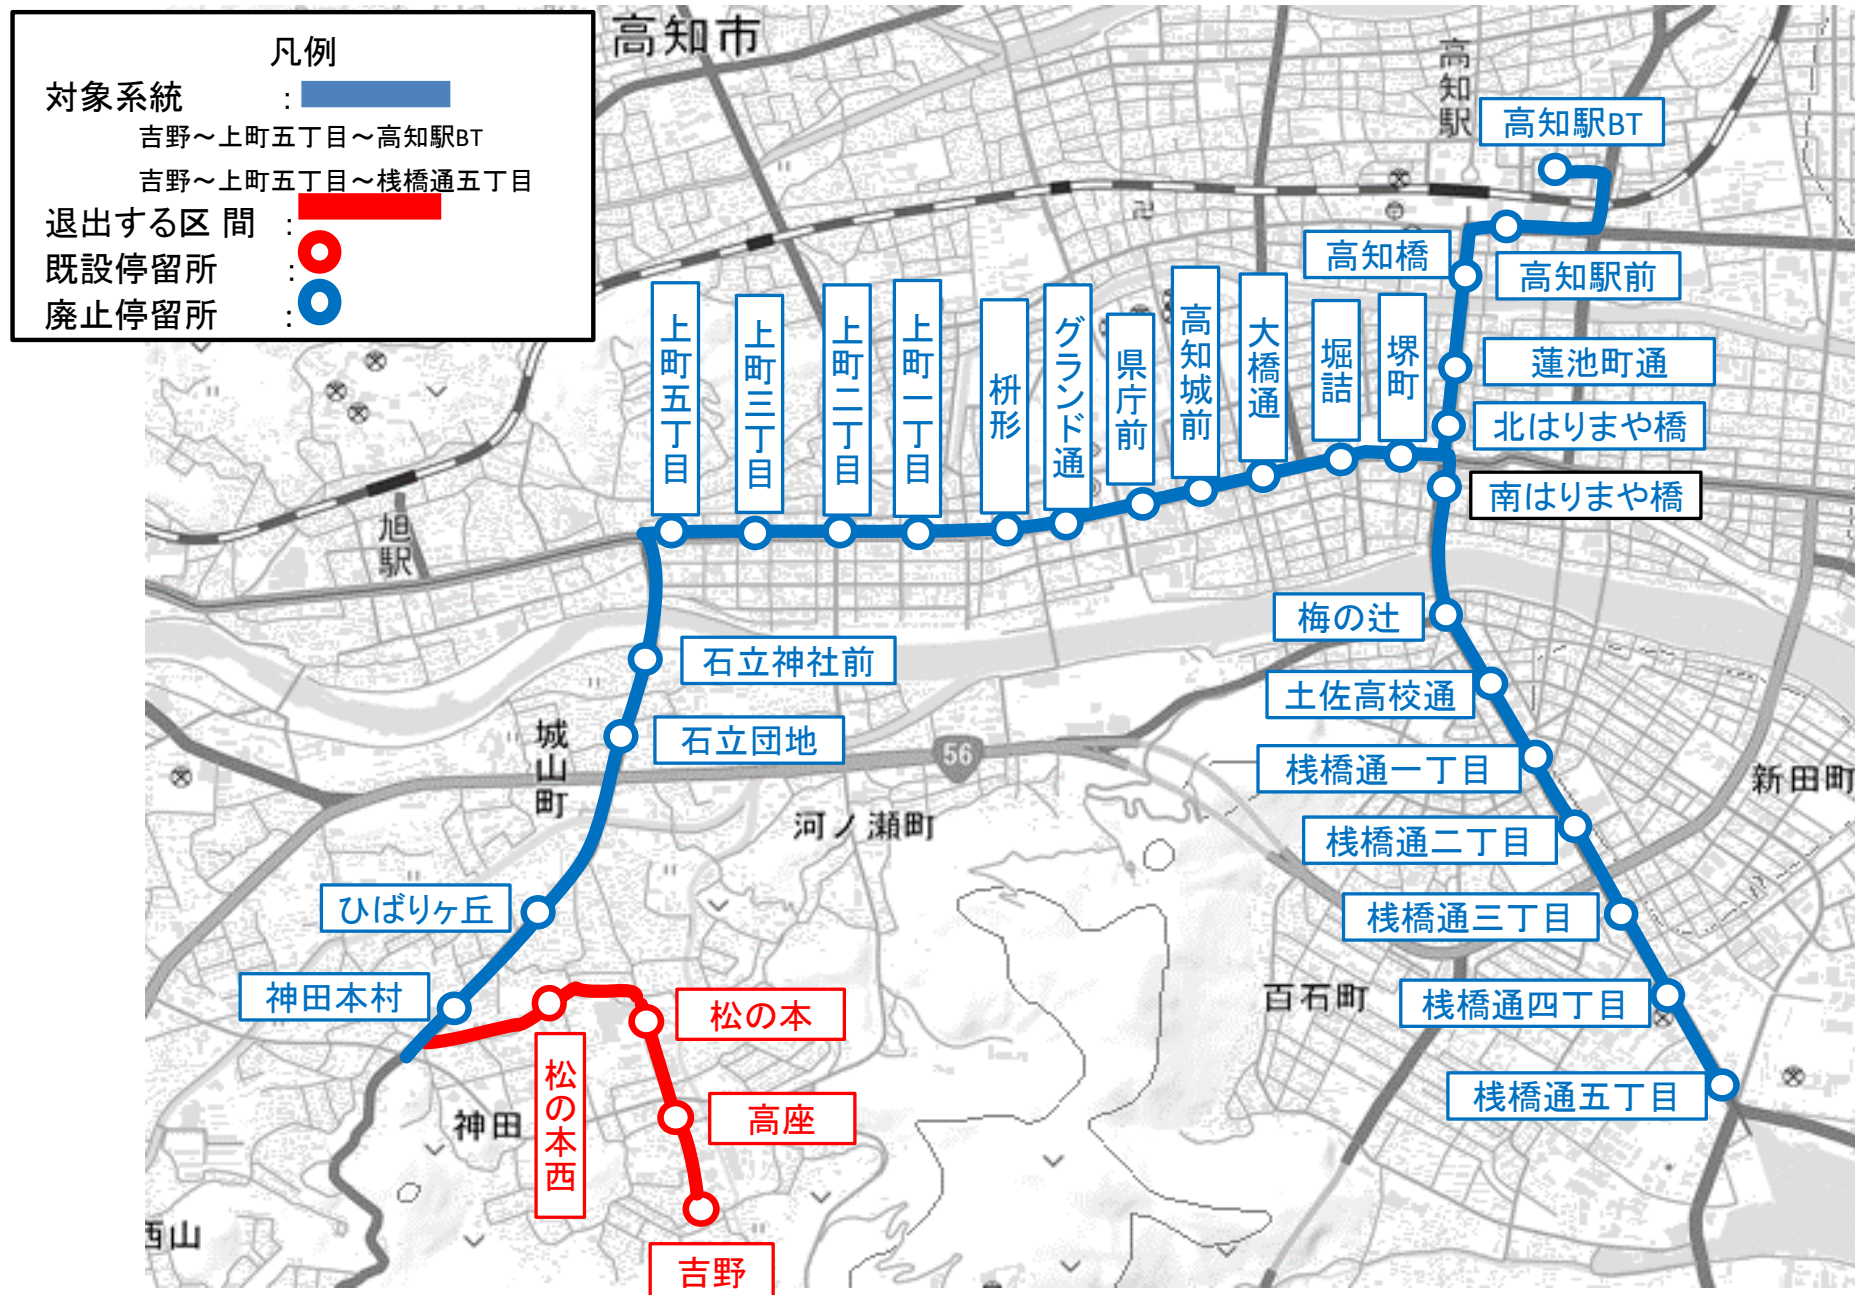 凡例
対象系統 :
吉野～上町五丁目～高知駅BT
吉野～上町五丁目～桟橋通五丁目
退出する区 間 :
既設停留所 :
廃止停留所 :
高知市
高知駅
高知駅BT
高知橋
高知駅前
上町五丁目
上町三丁目
上町二丁目
上町一丁目
枡形
グランド通
県庁前
高知城前
大橋通
堀詰
堺町
蓮池町通
北はりまや橋
南はりまや橋
旭駅
梅の辻
石立神社前
土佐高校通
石立団地
城山町
56
桟橋通一丁目
新田町
河ノ瀬町
桟橋通二丁目
ひばりヶ丘
桟橋通三丁目
神田本村
松の本
百石町
桟橋通四丁目
松の本西
桟橋通五丁目
神田
高座
西山
吉野